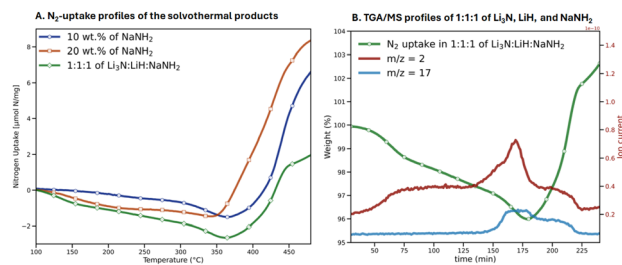 A. N₂-uptake profiles of the solvothermal products
10 wt.% of NaNH₂
20 wt.% of NaNH₂
1:1:1 of Li₃N:LiH:NaNH₂
Nitrogen Uptake [μmol N/mg]
8
6
4
2
0
−2
100 150 200 250 300 350 400 450
Temperature (°C)
B. TGA/MS profiles of 1:1:1 of Li₃N, LiH, and NaNH₂
1e−10
N₂ uptake in 1:1:1 of Li₃N:LiH:NaNH₂
m/z = 2
m/z = 17
Weight (%)
104
103
102
101
100
99
98
97
96
95
50 75 100 125 150 175 200 225
time (min)
1.4
1.2
1.0
0.8
0.6
0.4
0.2
Ion current